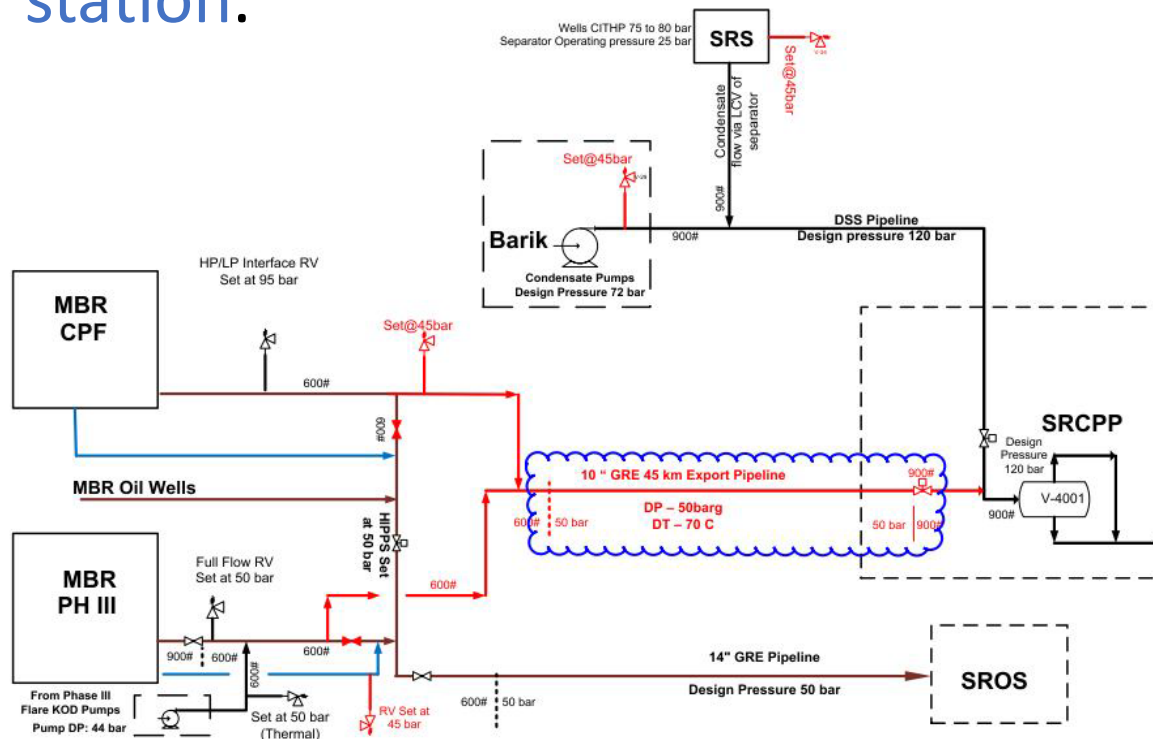 station.
Wells CITHP 75 to 80 bar
Separator Operating pressure 25 bar
SRS
Set@45bar
Condensate
flow via LCV of
separator
900#
Set@45bar
Barik
900#
Condensate Pumps
Design Pressure 72 bar
DSS Pipeline
Design pressure 120 bar
HP/LP Interface RV
Set at 95 bar
MBR
CPF
600#
Set@45bar
600#
MBR Oil Wells
HIPPS Set
at 50 bar
10 “ GRE 45 km Export Pipeline
DP – 50barg
DT – 70 C
600#
50 bar
900#
50 bar
900#
SRCPP
Design
Pressure
120 bar
V-4001
900#
MBR
PH III
Full Flow RV
Set at 50 bar
600#
900#
600#
600#
600#
From Phase III
Flare KOD Pumps
Pump DP: 44 bar
Set at 50 bar
(Thermal)
RV Set at
45 bar
14" GRE Pipeline
Design Pressure 50 bar
600#
50 bar
SROS